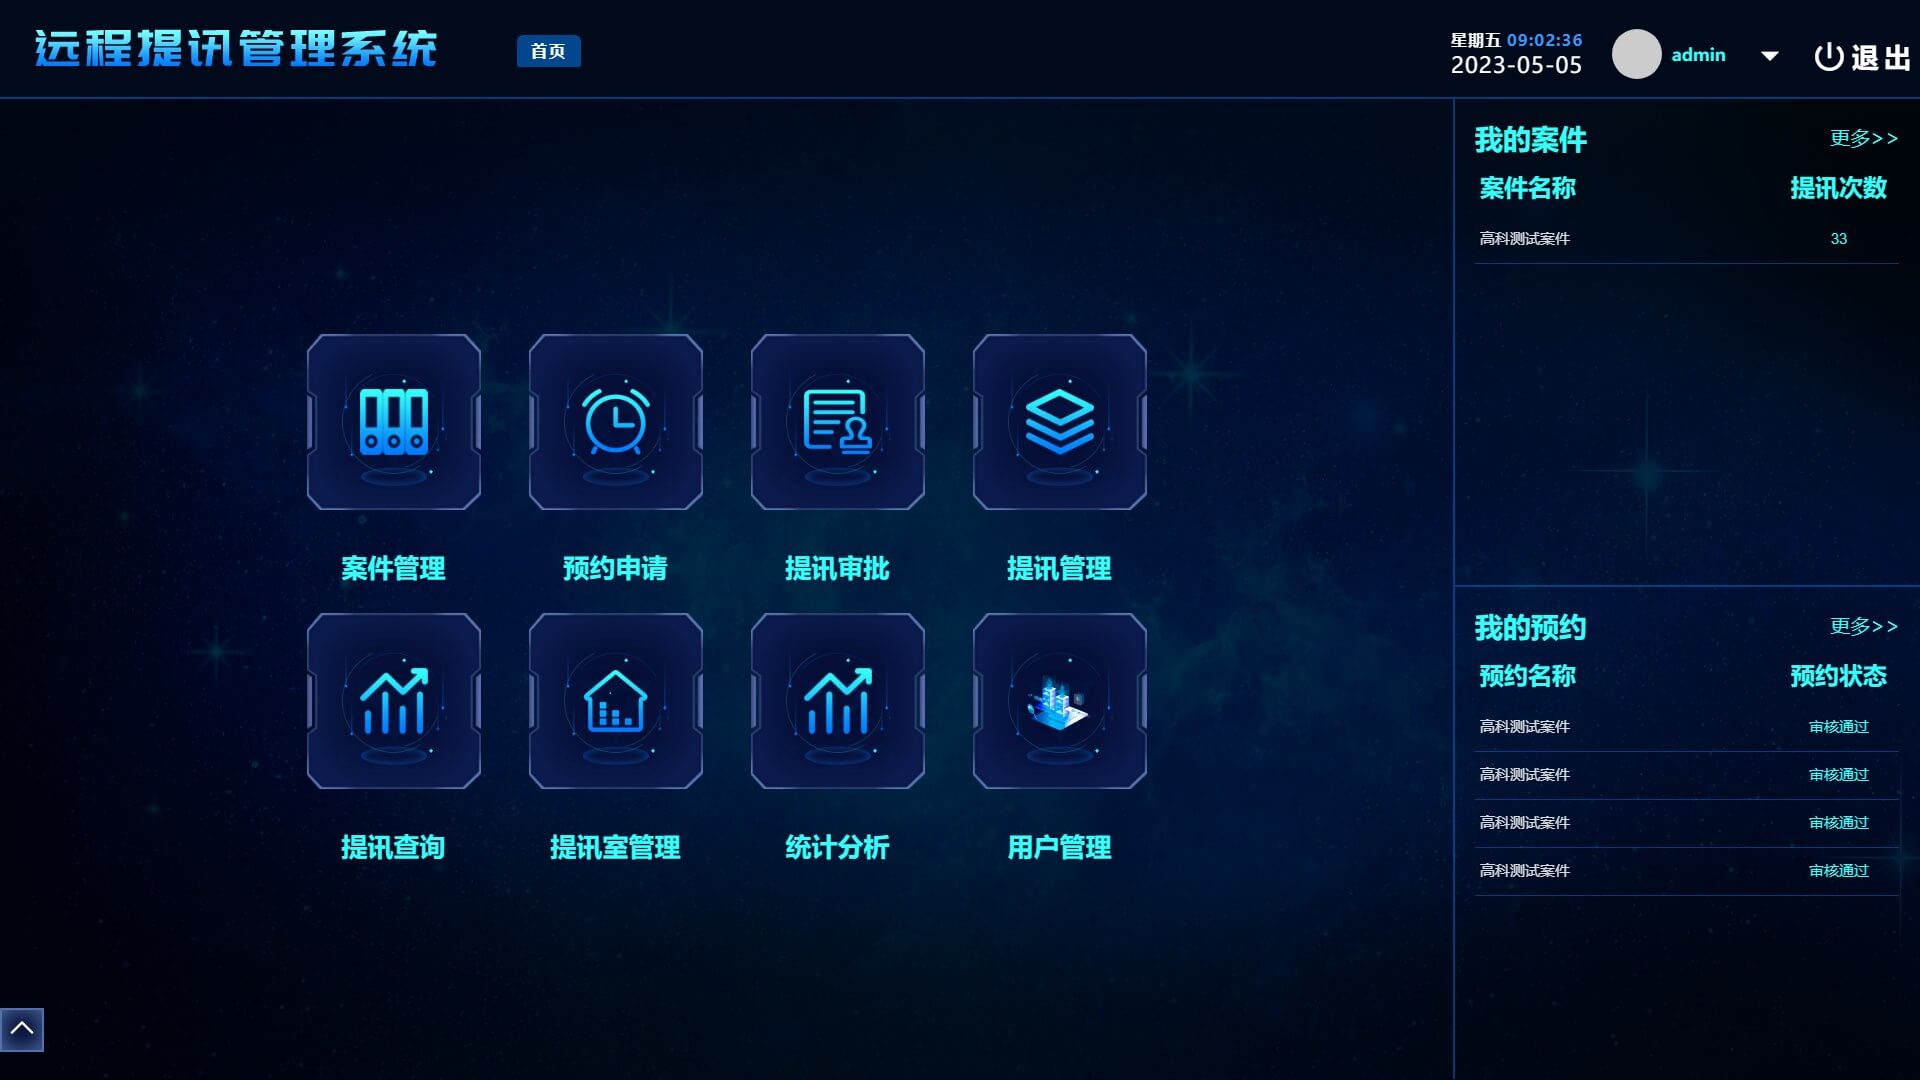 远程提讯管理系统
首页
星期五 09:02:36
2023-05-05
admin
退出
案件管理
预约申请
提讯审批
提讯管理
提讯查询
提讯室管理
统计分析
用户管理
我的案件 更多>>
案件名称 提讯次数
高科测试案件 33
我的预约 更多>>
预约名称 预约状态
高科测试案件 审核通过
高科测试案件 审核通过
高科测试案件 审核通过
高科测试案件 审核通过